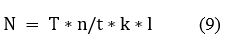 N = T * n/t * k * l (9)